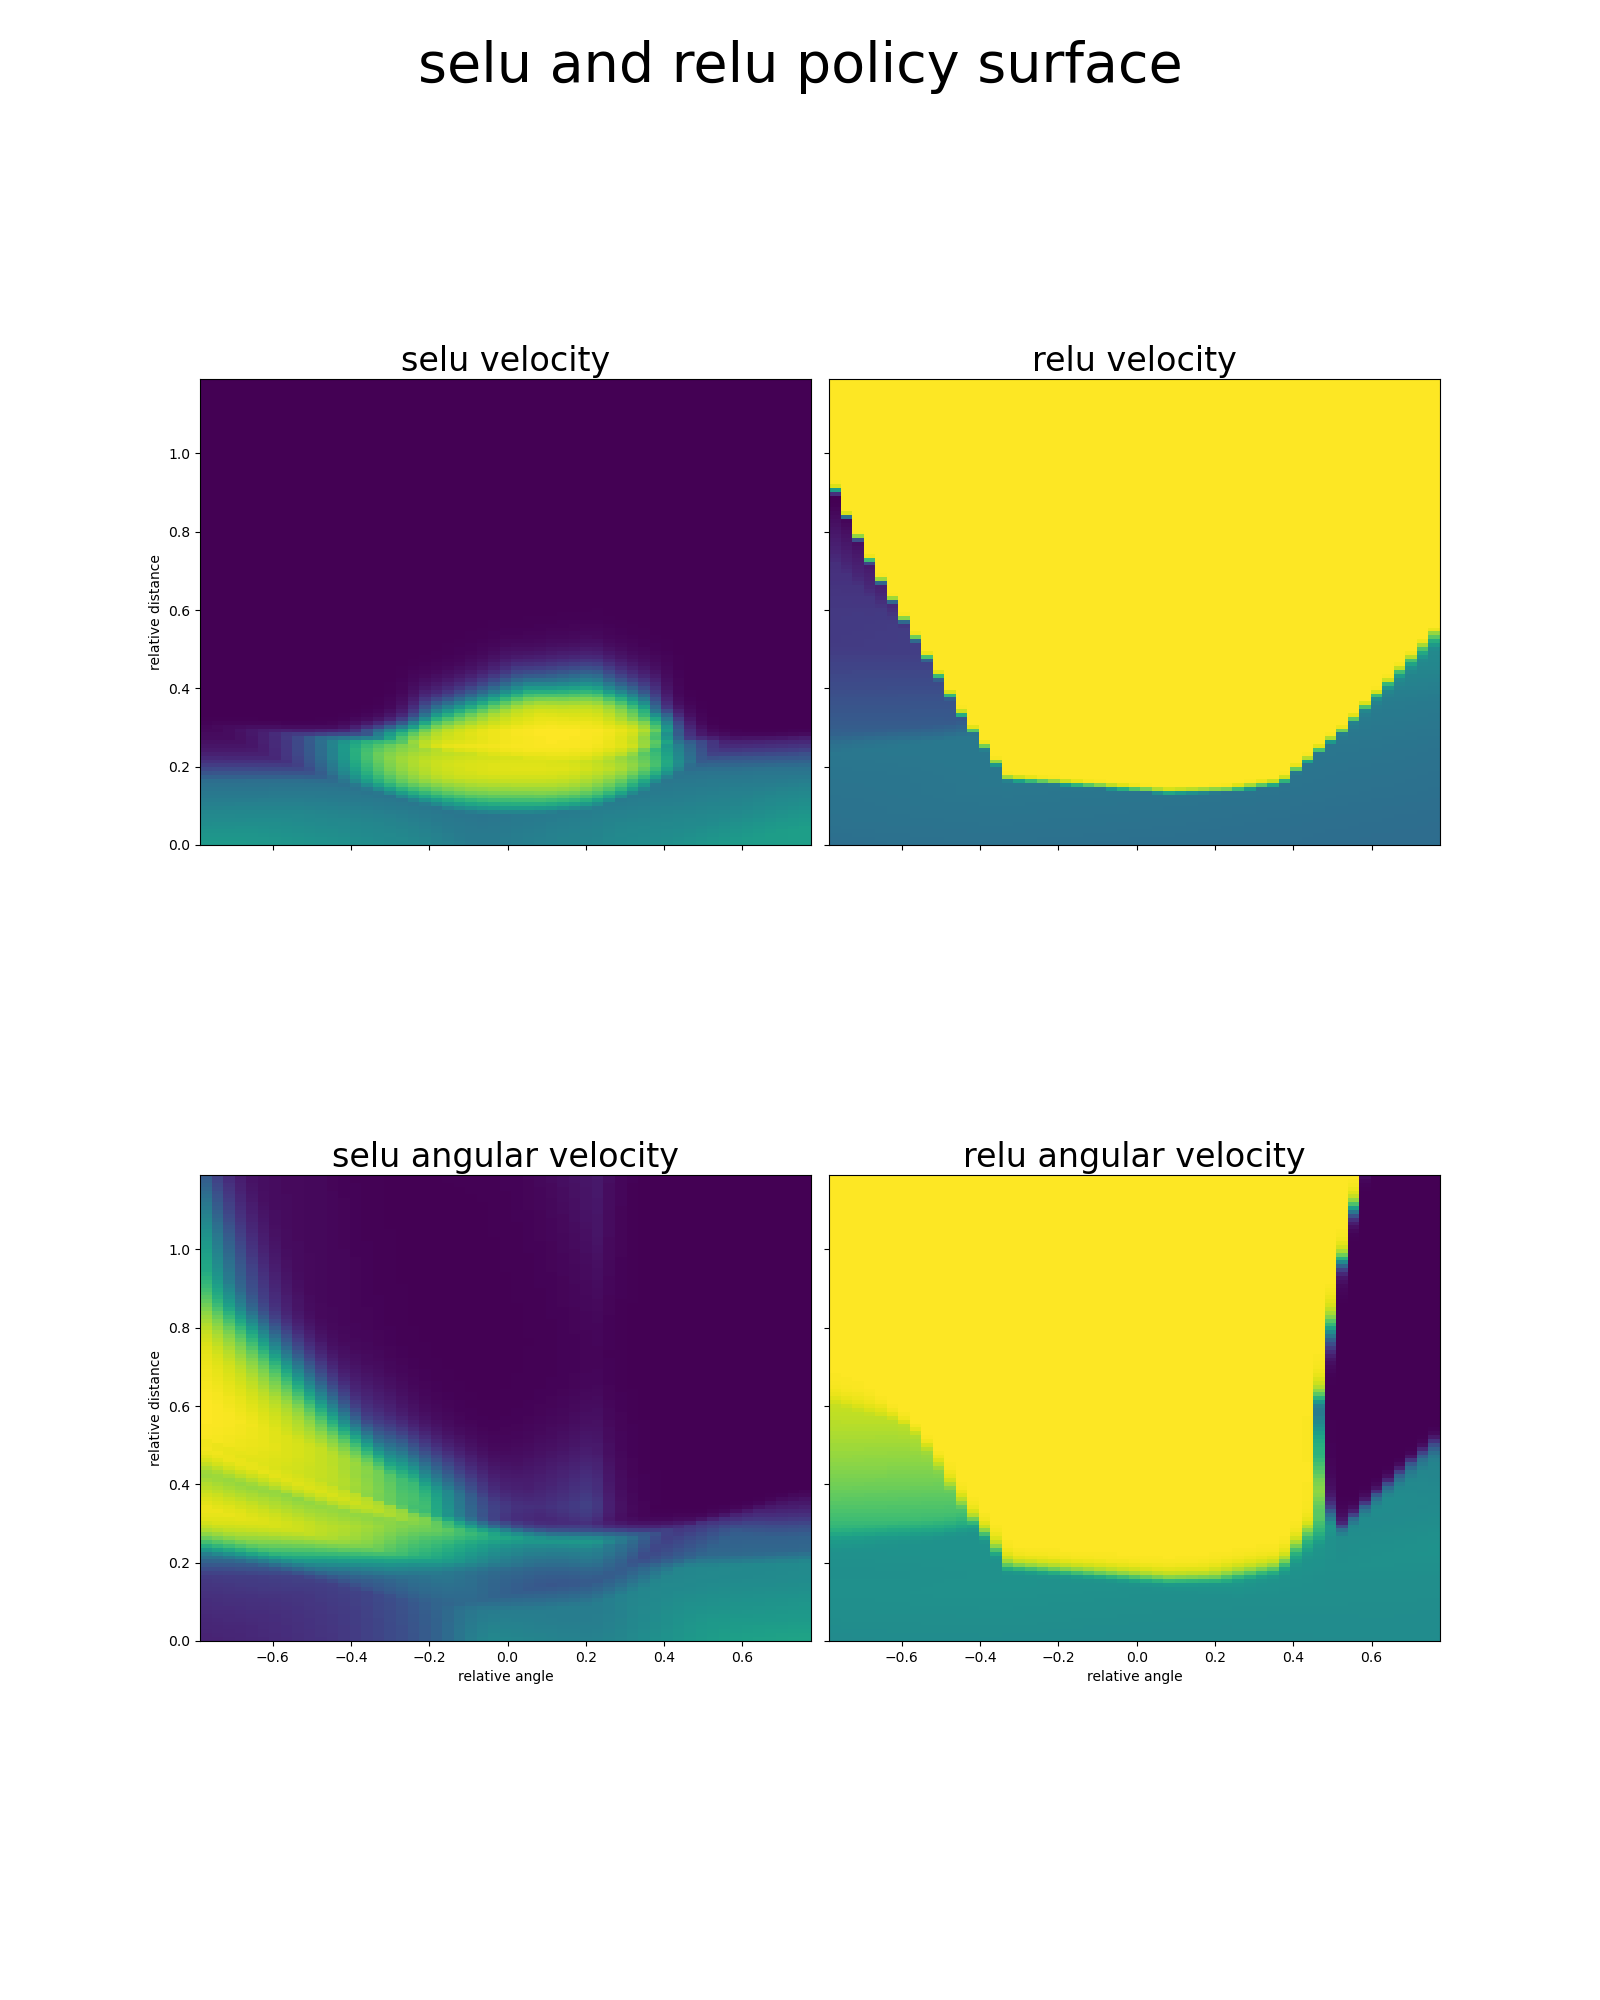 selu and relu policy surface
selu velocity
relu velocity
relative distance
1.0
0.8
0.6
0.4
0.2
0.0
selu angular velocity
relu angular velocity
relative distance
1.0
0.8
0.6
0.4
0.2
0.0
−0.6 −0.4 −0.2 0.0 0.2 0.4 0.6
relative angle
−0.6 −0.4 −0.2 0.0 0.2 0.4 0.6
relative angle